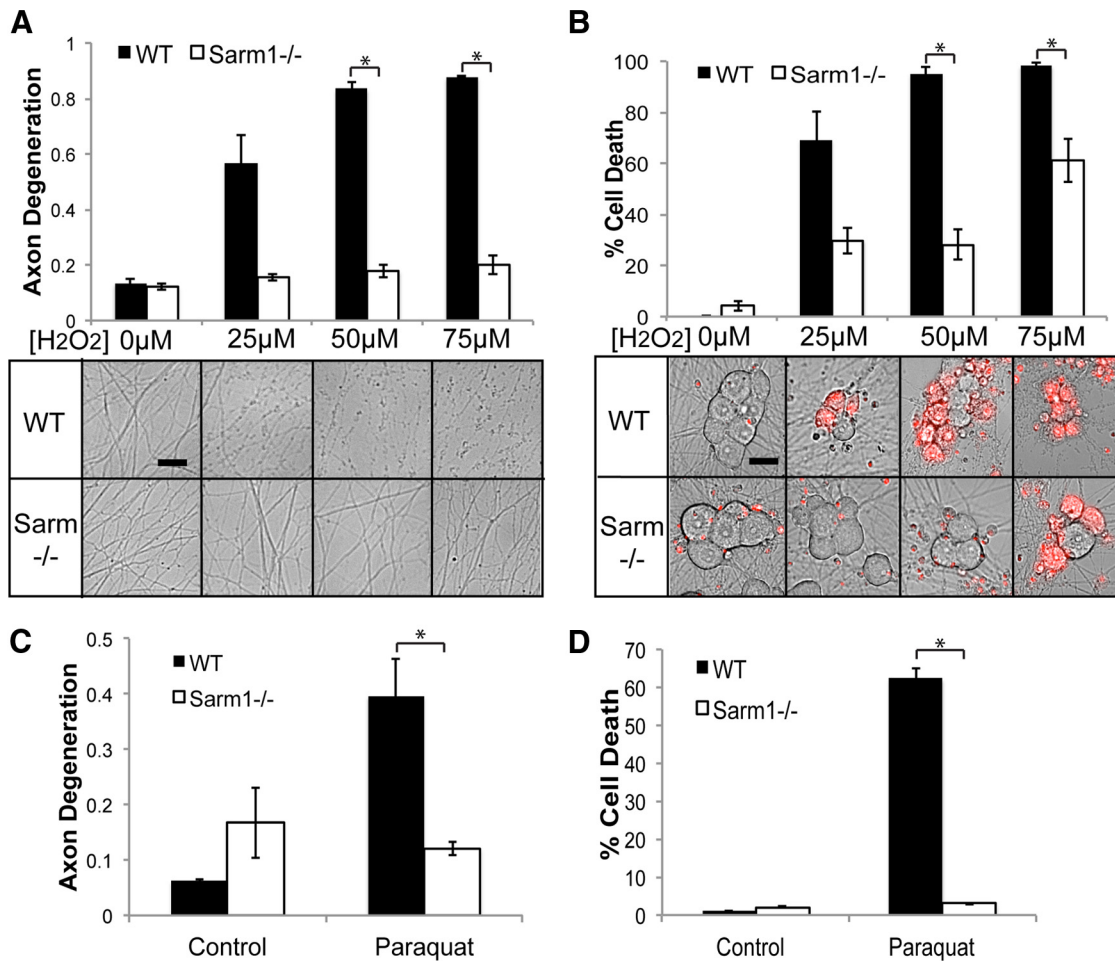 A
WT Sarm1-/-
* *
Axon Degeneration
1
0.8
0.6
0.4
0.2
0
[H2O2] 0µM 25µM 50µM 75µM
WT
Sarm
-/-
B
WT Sarm1-/-
* *
% Cell Death
100
80
60
40
20
0
[H2O2] 0µM 25µM 50µM 75µM
WT
Sarm
-/-
C
WT
Sarm1-/-
*
Axon Degeneration
0.5
0.4
0.3
0.2
0.1
0
Control Paraquat
D
WT
Sarm1-/-
*
% Cell Death
70
60
50
40
30
20
10
0
Control Paraquat